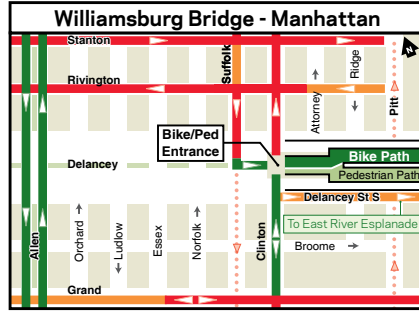 Williamsburg Bridge - Manhattan
Stanton
Suffolk
Ridge
N
Rivington
Attorney
Pitt
Bike/Ped
Entrance
Delancey
Bike Path
Pedestrian Path
Delancey St S
To East River Esplanade
Allen
Orchard
Ludlow
Essex
Norfolk
Clinton
Broome
Grand